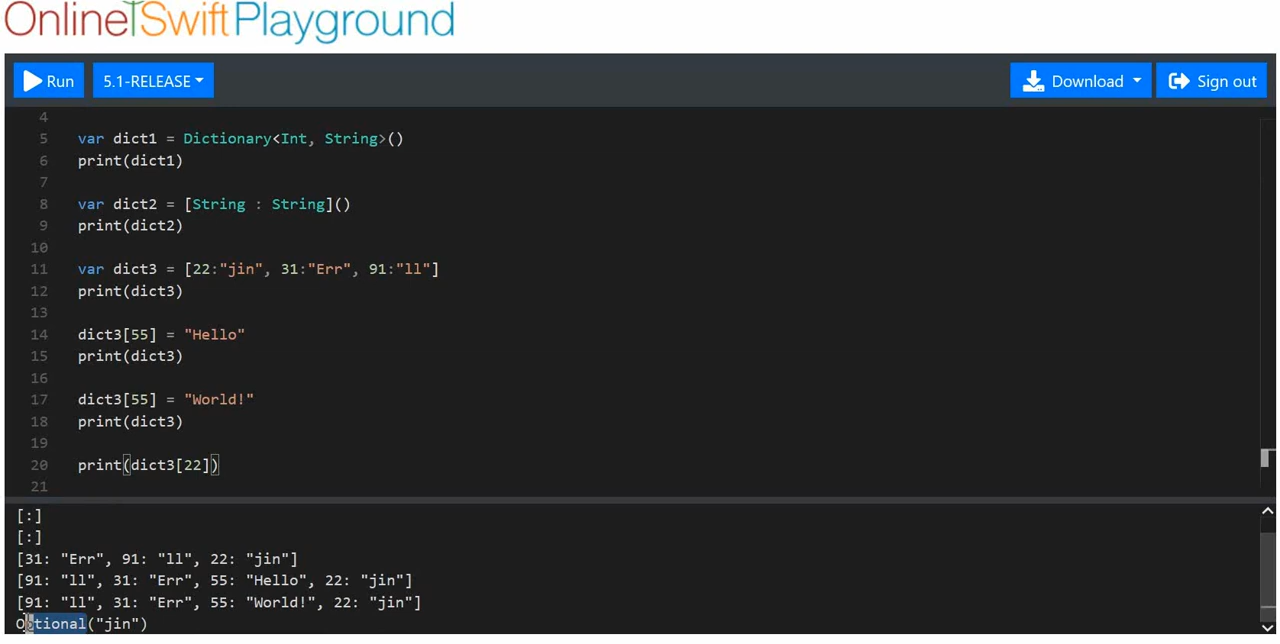 Online Swift Playground
Run 5.1-RELEASE Download Sign out
4
5 var dict1 = Dictionary<Int, String>()
6 print(dict1)
7
8 var dict2 = [String : String]()
9 print(dict2)
10
11 var dict3 = [22:"jin", 31:"Err", 91:"ll"]
12 print(dict3)
13
14 dict3[55] = "Hello"
15 print(dict3)
16
17 dict3[55] = "World!"
18 print(dict3)
19
20 print(dict3[22])
21
[:]
[:]
[31: "Err", 91: "ll", 22: "jin"]
[91: "ll", 31: "Err", 55: "Hello", 22: "jin"]
[91: "ll", 31: "Err", 55: "World!", 22: "jin"]
Optional("jin")